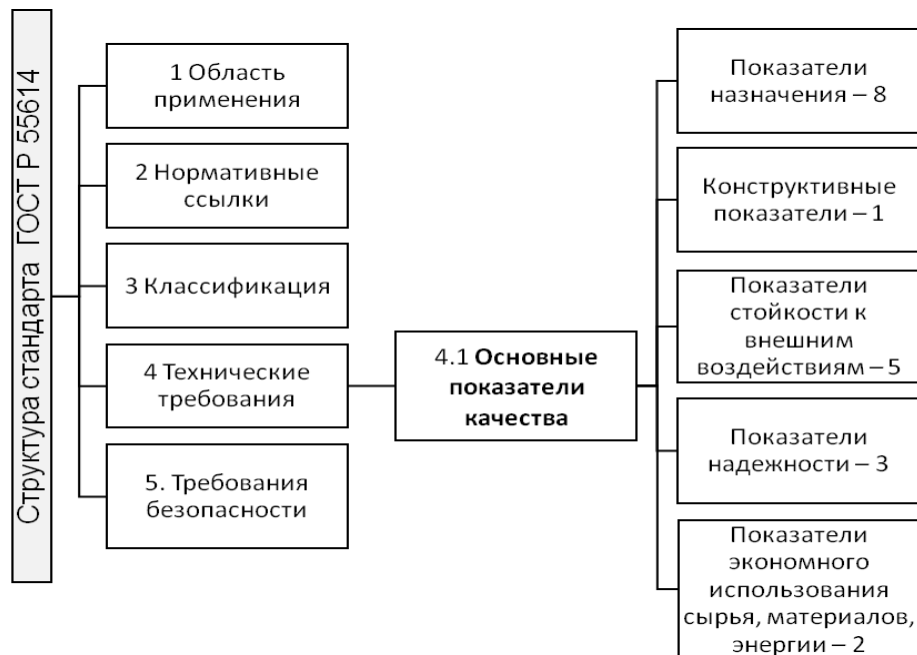 Структура стандарта ГОСТ Р 55614
1 Область
применения
2 Нормативные
ссылки
3 Классификация
4 Технические
требования
5. Требования
безопасности
4.1 Основные
показатели
качества
Показатели
назначения – 8
Конструктивные
показатели – 1
Показатели
стойкости к
внешним
воздействиям – 5
Показатели
надежности – 3
Показатели
экономного
использования
сырья, материалов,
энергии – 2